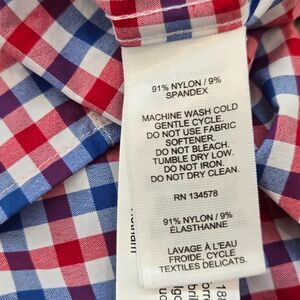 91% NYLON / 9%
SPANDEX
MACHINE WASH COLD
GENTLE CYCLE.
DO NOT USE FABRIC
SOFTENER.
DO NOT BLEACH.
TUMBLE DRY LOW.
DO NOT IRON.
DO NOT DRY CLEAN.
RN 134578
91% NYLON / 9%
ÉLASTHANNE
LAVAGE À L'EAU
FROIDE, CYCLE
TEXTILES DÉLICATS.